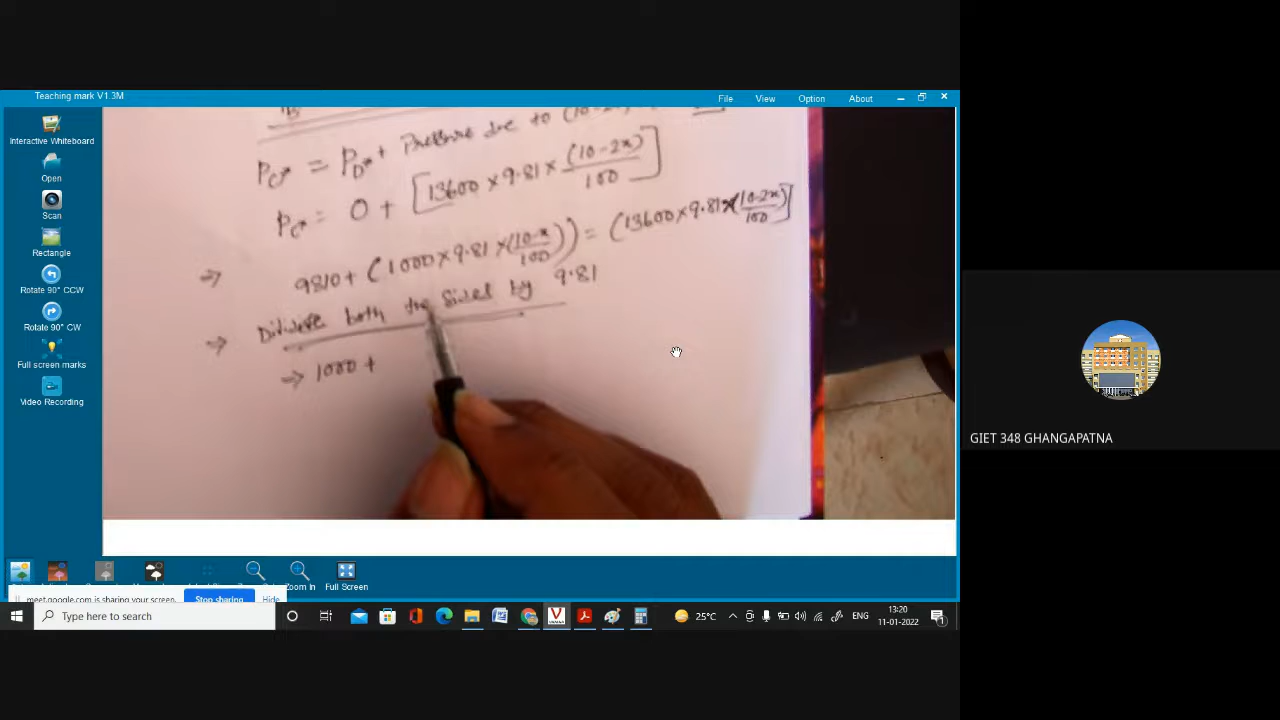 Teaching mark V1.3M
File View Option About
Interactive Whiteboard
Open
Scan
Rectangle
Rotate 90° CCW
Rotate 90° CW
Full screen marks
Video Recording
P_C* = P_D* + Pressure due to (10-2x)
P_C* = 0 + [13600 × 9.81 × (10-2x)/100]
⇒ 9810 + (1000 × 9.81 × (10-x/100)) = (13600 × 9.81 × (10-2x)/100]
⇒ Divide both the sides by 9.81
⇒ 1000 +
GIET 348 GHANGAPATNA
Zoom In
Full Screen
meet.google.com is sharing your screen.
Stop sharing
Hide
Type here to search
25°C
ENG
13:20
11-01-2022